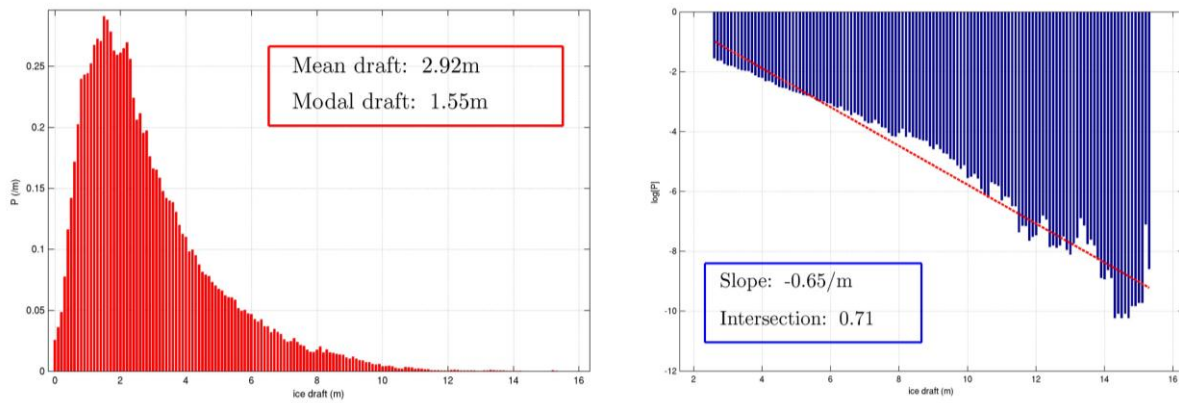 0.25
0.2
0.15
0.1
0.05
0
P (/m)
0 2 4 6 8 10 12 14 16
ice draft (m)
Mean draft: 2.92m
Modal draft: 1.55m
0
-2
-4
-6
-8
-10
-12
log[P]
2 4 6 8 10 12 14 16
ice draft (m)
Slope: -0.65/m
Intersection: 0.71